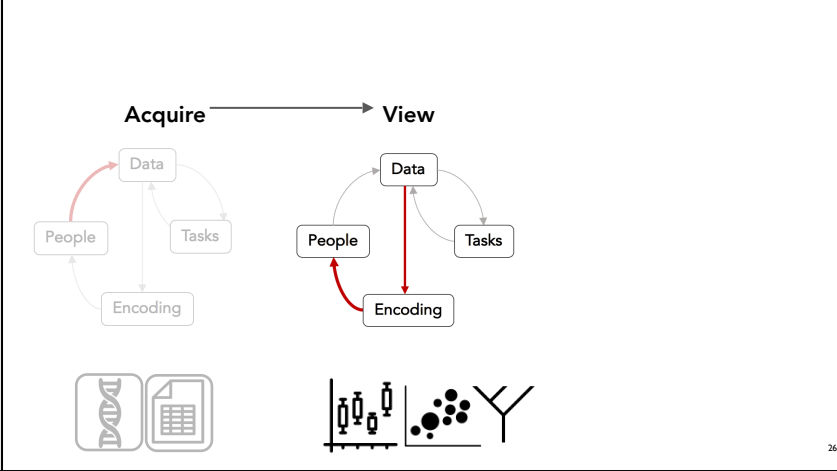 Acquire
View
Data
People
Tasks
Encoding
Data
People
Tasks
Encoding
26